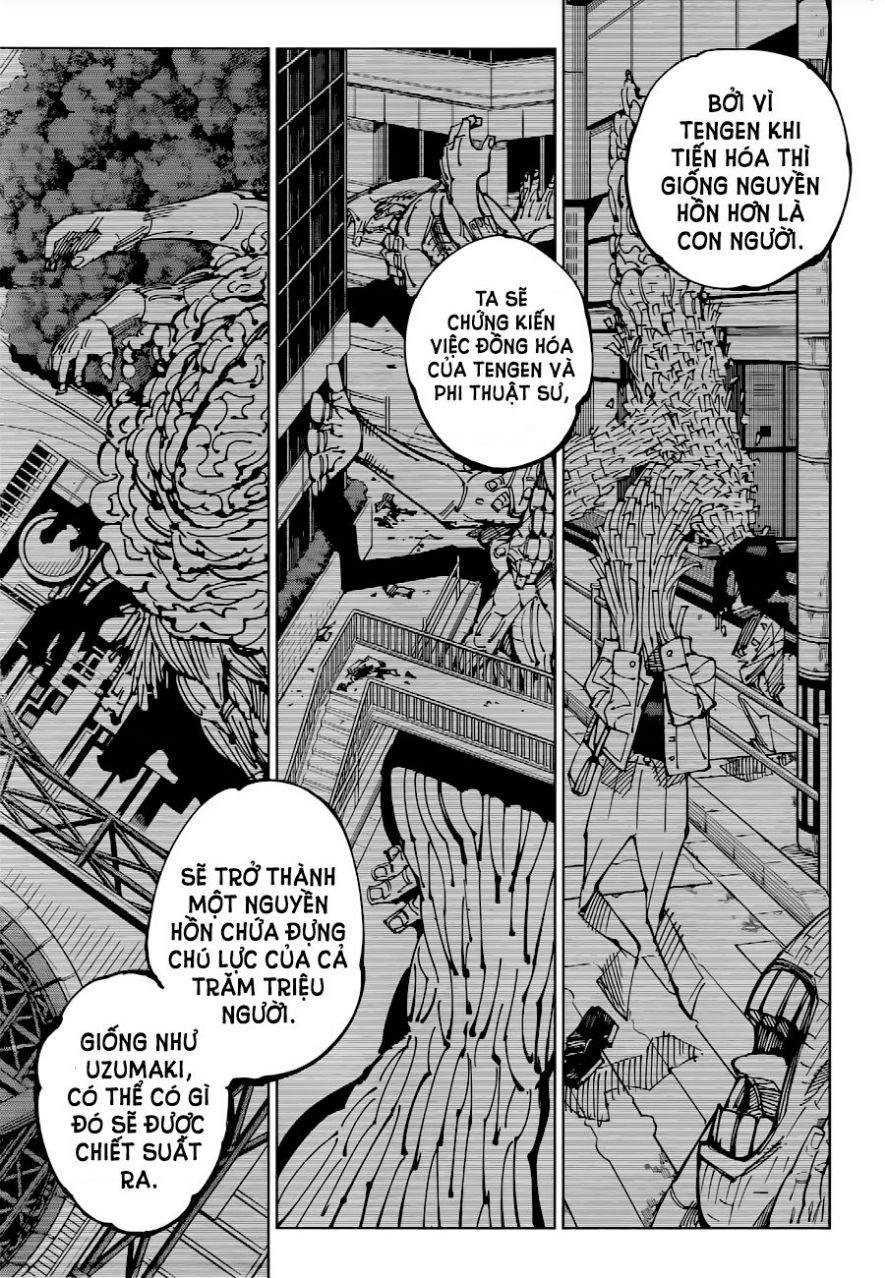 BỞI VÌ
TENGEN KHI
TIẾN HÓA THÌ
GIỐNG NGUYỀN
HỒN HƠN LÀ
CON NGƯỜI.
TA SẼ
CHỨNG KIẾN
VIỆC ĐỒNG HÓA
CỦA TENGEN VÀ
PHI THUẬT SƯ,
SẼ TRỞ THÀNH
MỘT NGUYỀN
HỒN CHỨA ĐỰNG
CHÚ LỰC CỦA CẢ
TRĂM TRIỆU
NGƯỜI.
GIỐNG NHƯ
UZUMAKI,
CÓ THỂ CÓ GÌ
ĐÓ SẼ ĐƯỢC
CHIẾT SUẤT
RA.